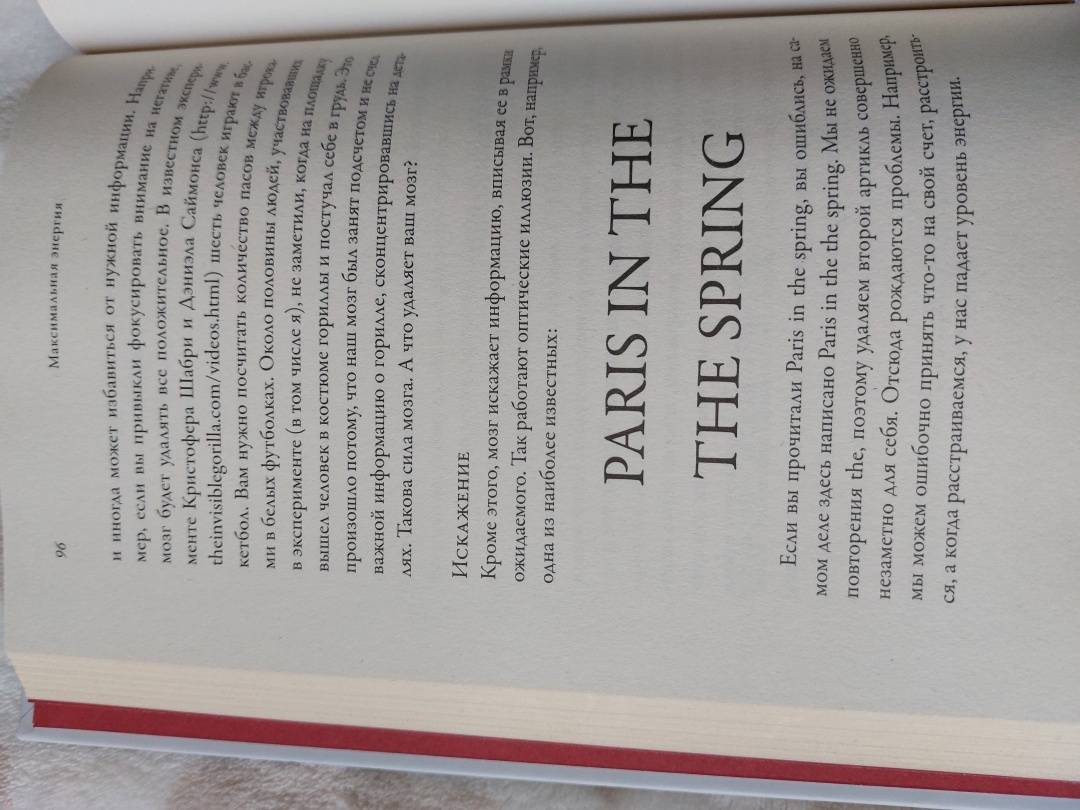 96
Максимальная энергия
и иногда может избавиться от нужной информации. Напри-
мер, если вы привыкли фокусировать внимание на негативе,
мозг будет удалять все положительное. В известном экспери-
менте Кристофера Шабри и Дэниэла Саймонса (http://www.
theinvisiblegorilla.com/videos.html) шесть человек играют в бас-
кетбол. Вам нужно посчитать количество пасов между игрока-
ми в белых футболках. Около половины людей, участвовавших
в эксперименте (в том числе я), не заметили, когда на площадку
вышел человек в костюме гориллы и постучал себе в грудь. Это
произошло потому, что наш мозг был занят подсчетом и не счел
важной информацию о горилле, сконцентрировавшись на дета-
лях. Такова сила мозга. А что удаляет ваш мозг?
Искажение
Кроме этого, мозг искажает информацию, вписывая ее в рамки
ожидаемого. Так работают оптические иллюзии. Вот, например,
одна из наиболее известных:
PARIS IN THE
THE SPRING
Если вы прочитали Paris in the spring, вы ошиблись, на са-
мом деле здесь написано Paris in the the spring. Мы не ожидаем
повторения the, поэтому удаляем второй артикль совершенно
незаметно для себя. Отсюда рождаются проблемы. Например,
мы можем ошибочно принять что-то на свой счет, расстроить-
ся, а когда расстраиваемся, у нас падает уровень энергии.